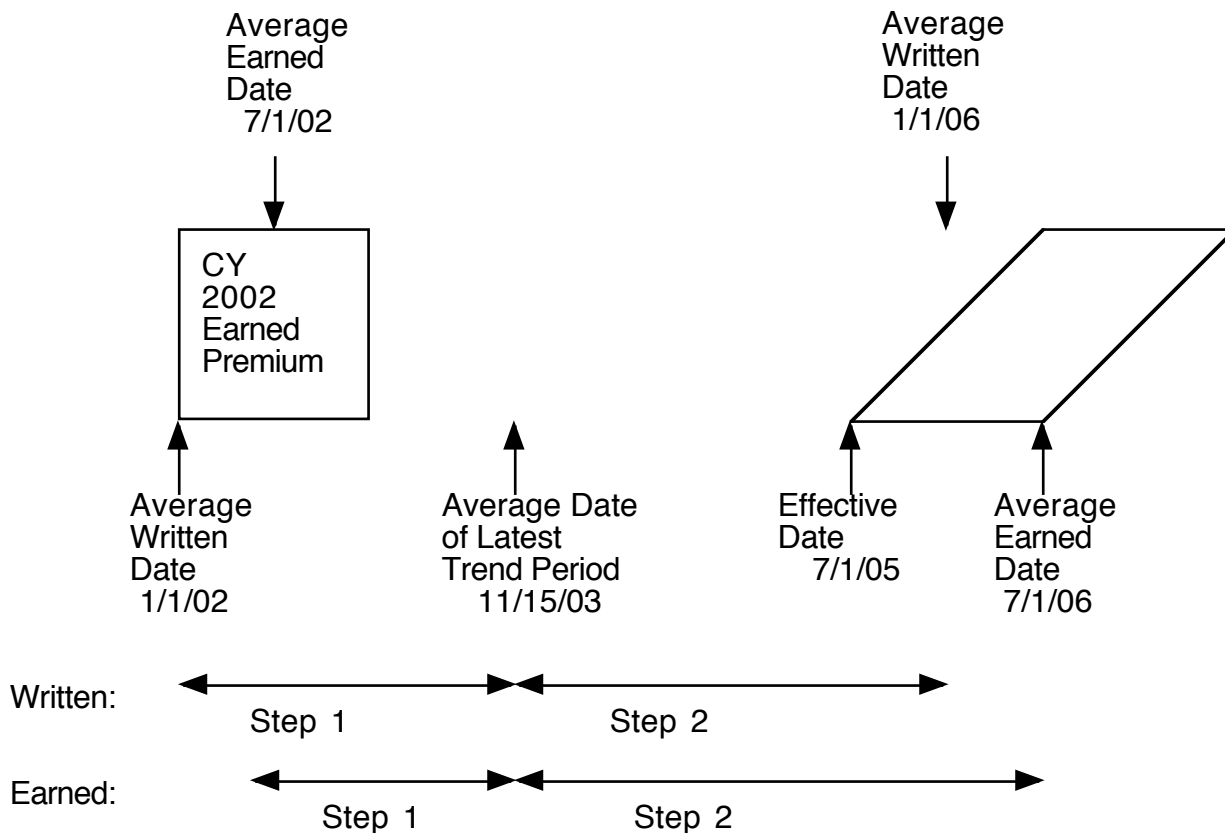 Average
Earned
Date
7/1/02
Average
Written
Date
1/1/06
CY
2002
Earned
Premium
Average
Written
Date
1/1/02
Average Date
of Latest
Trend Period
11/15/03
Effective
Date
7/1/05
Average
Earned
Date
7/1/06
Written:
Step 1
Step 2
Earned:
Step 1
Step 2